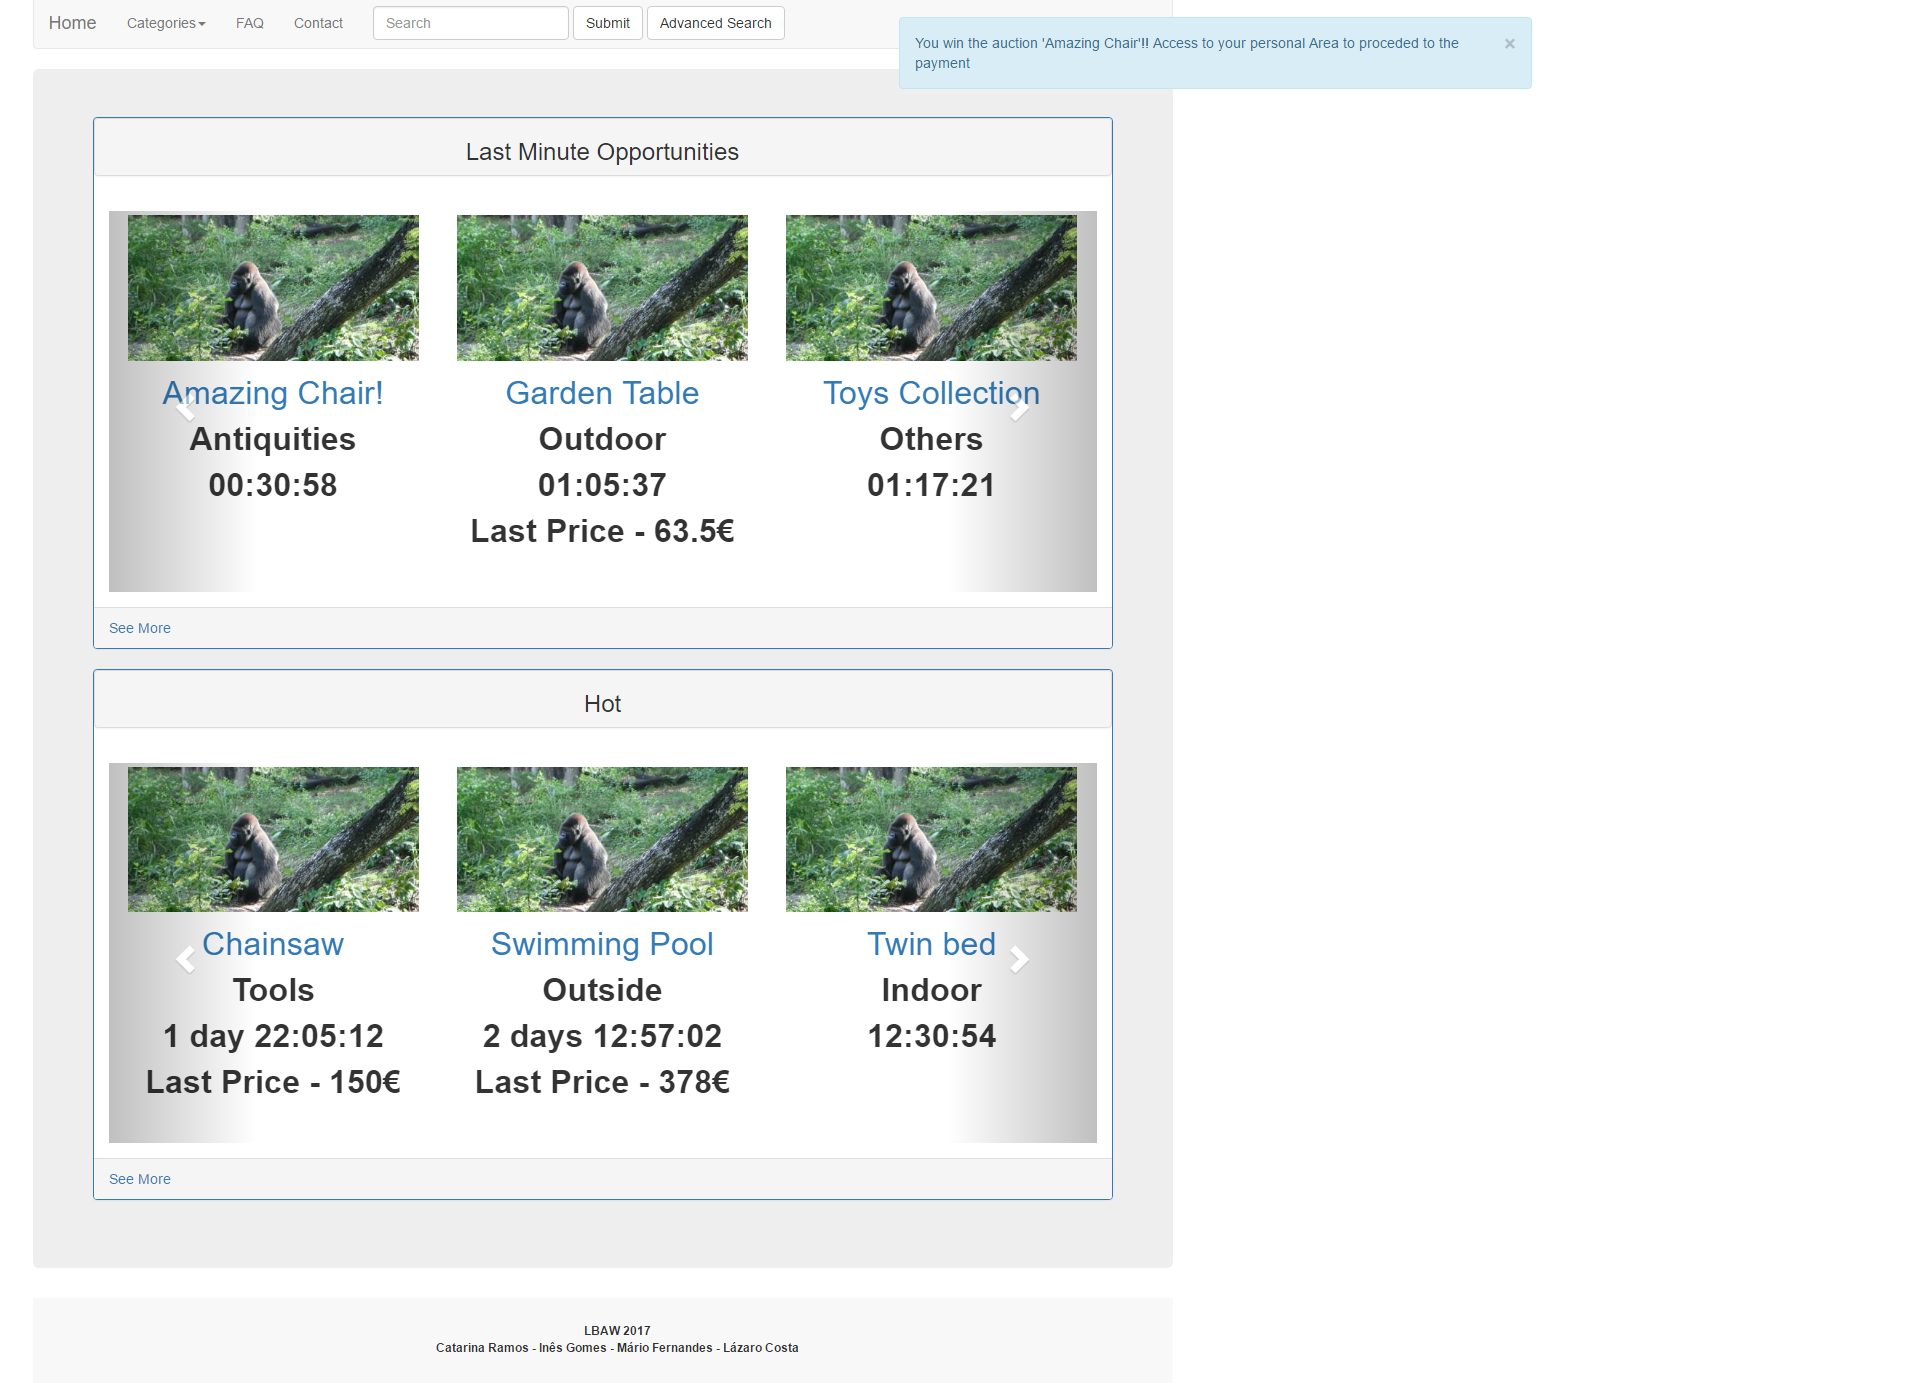 Home Categories FAQ Contact Search Submit Advanced Search
You win the auction 'Amazing Chair'!! Access to your personal Area to proceded to the
payment
×
Last Minute Opportunities
Amazing Chair!
Antiquities
00:30:58
Garden Table
Outdoor
01:05:37
Last Price - 63.5€
Toys Collection
Others
01:17:21
See More
Hot
Chainsaw
Tools
1 day 22:05:12
Last Price - 150€
Swimming Pool
Outside
2 days 12:57:02
Last Price - 378€
Twin bed
Indoor
12:30:54
See More
LBAW 2017
Catarina Ramos - Inês Gomes - Mário Fernandes - Lázaro Costa